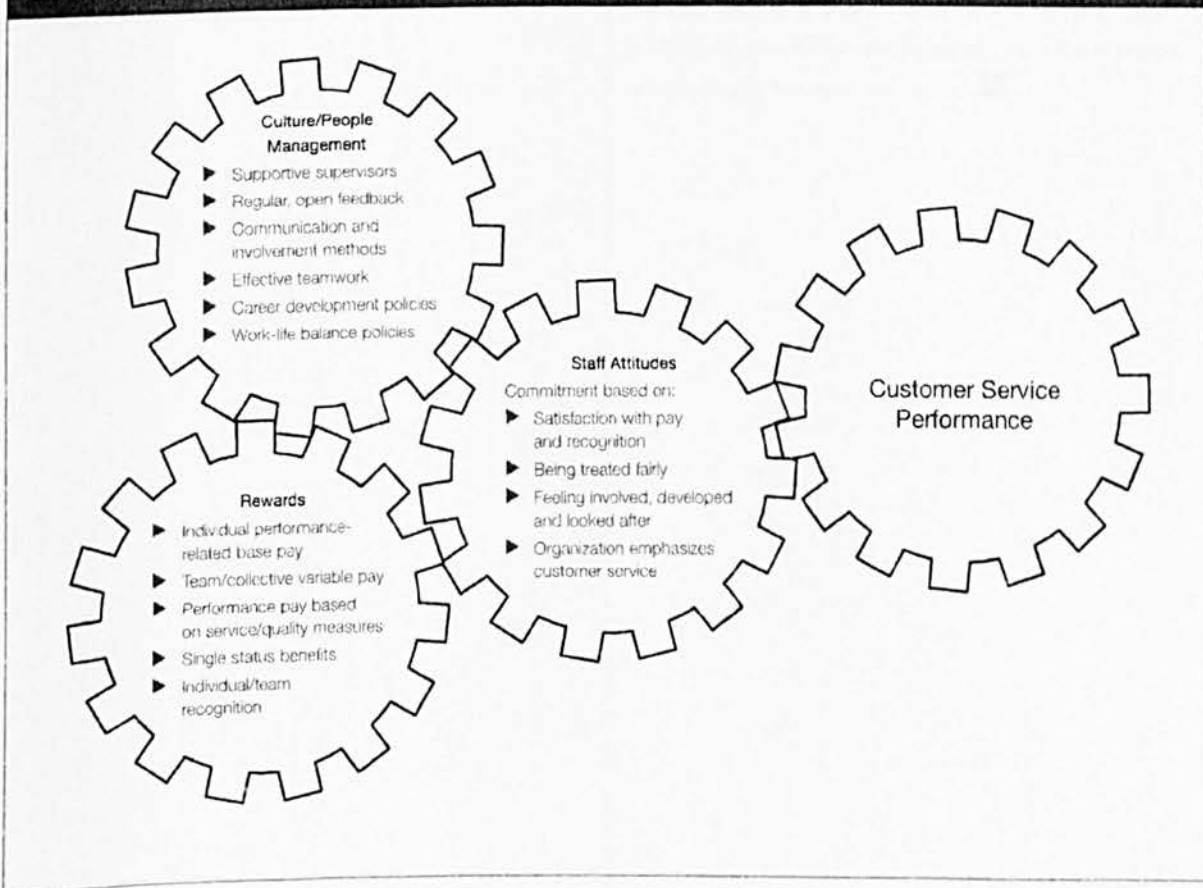 Culture/People
Management
▶ Supportive supervisors
▶ Regular, open feedback
▶ Communication and
involvement methods
▶ Effective teamwork
▶ Career development policies
▶ Work-life balance policies
Rewards
▶ Individual performance-
related base pay
▶ Team/collective variable pay
▶ Performance pay based
on service/quality measures
▶ Single status benefits
▶ Individual/team
recognition
Staff Attitudes
Commitment based on:
▶ Satisfaction with pay
and recognition
▶ Being treated fairly
▶ Feeling involved, developed
and looked after
▶ Organization emphasizes
customer service
Customer Service
Performance